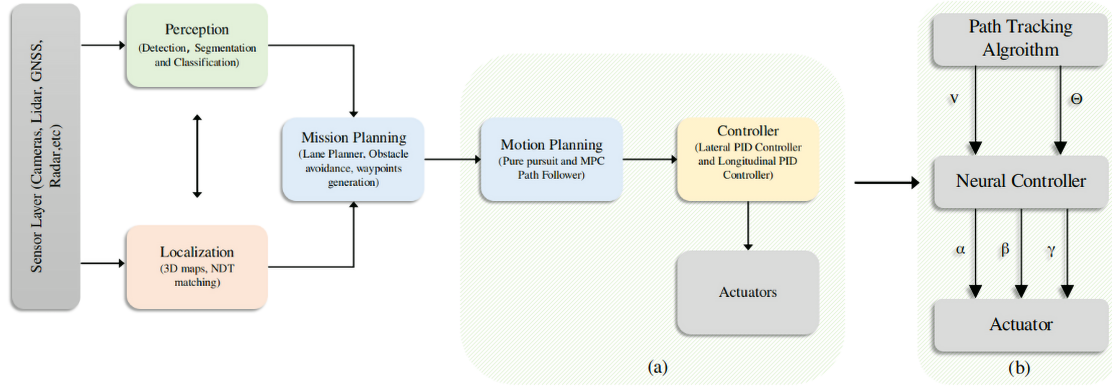 Sensor Layer (Cameras, Lidar, GNSS,
Radar,etc)
Perception
(Detection, Segmentation
and Classification)
Localization
(3D maps, NDT
matching)
Mission Planning
(Lane Planner, Obstacle
avoidance, waypoints
generation)
Motion Planning
(Pure pursuit and MPC
Path Follower)
Controller
(Lateral PID Controller
and Longitudinal PID
Controller)
Actuators
(a)
Path Tracking
Algroithm
V
Θ
Neural Controller
α
β
γ
Actuator
(b)